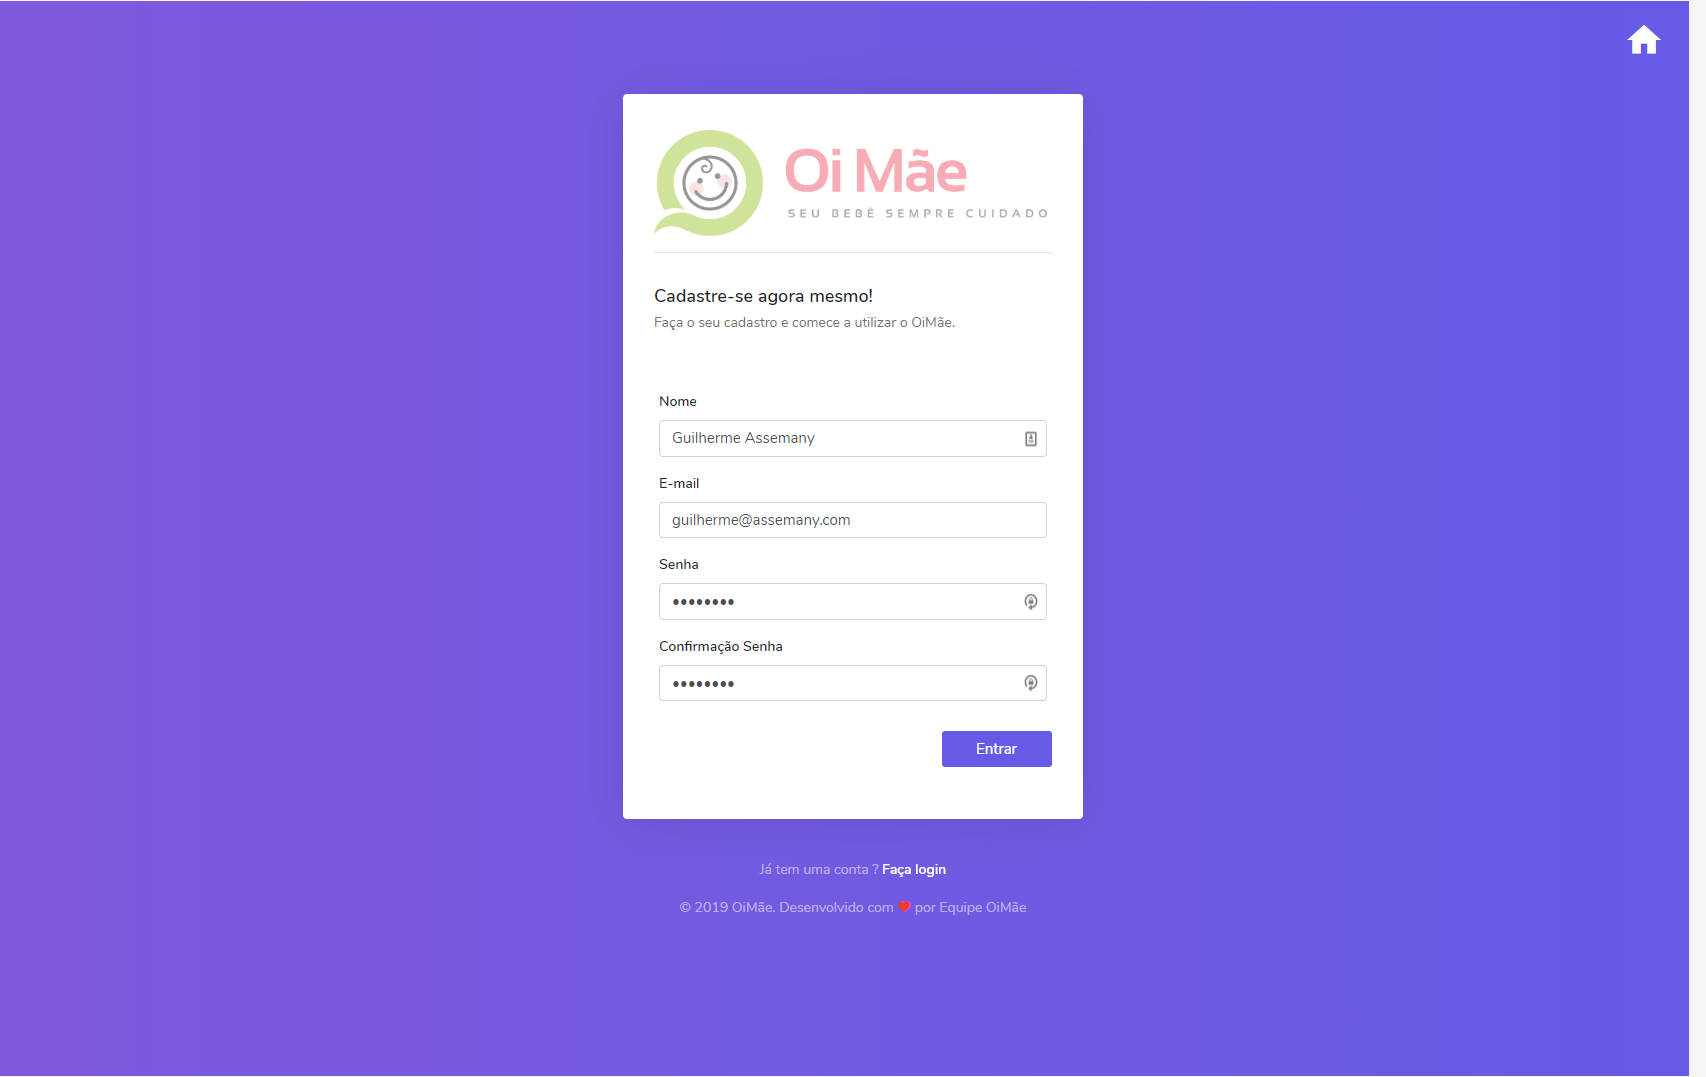 Oi Mãe
SEU BEBÊ SEMPRE CUIDADO
Cadastre-se agora mesmo!
Faça o seu cadastro e comece a utilizar o OiMãe.
Nome
Guilherme Assemany
E-mail
guilherme@assemany.com
Senha
••••••••
Confirmação Senha
••••••••
Entrar
Já tem uma conta ? Faça login
© 2019 OiMãe. Desenvolvido com ❤ por Equipe OiMãe